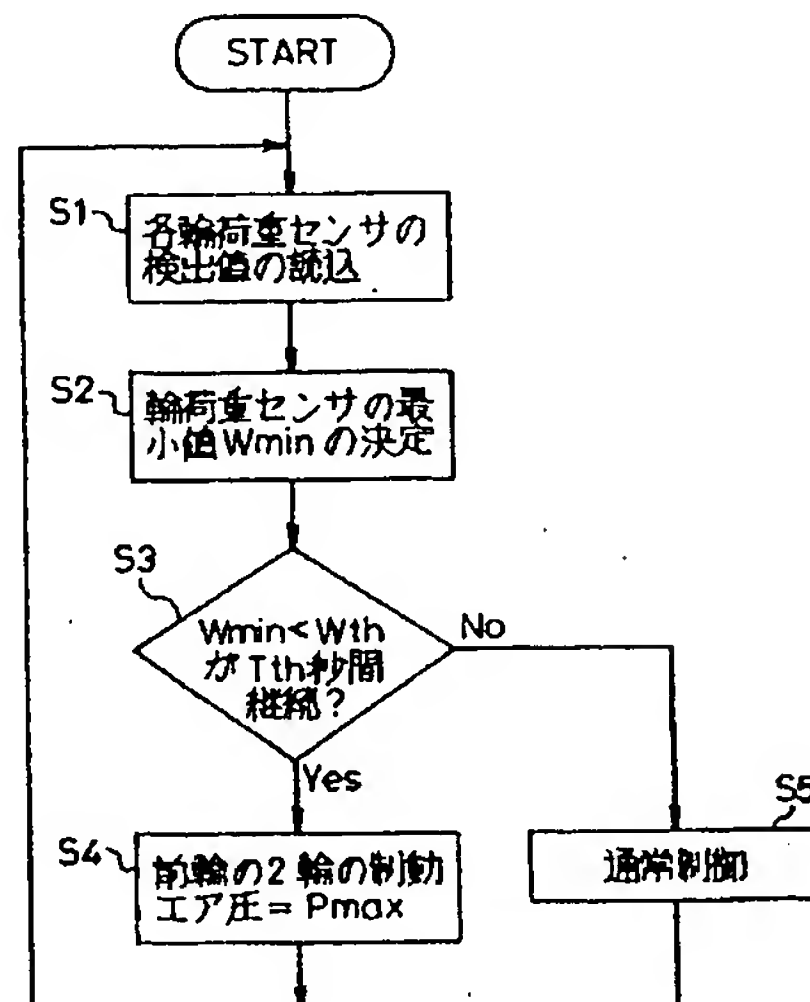 START
S1
各輪荷重センサの
検出値の読込
S2
輪荷重センサの最
小値Wminの決定
S3
Wmin<Wth
がTth秒間
継続?
No
Yes
S4
前輪の2輪の制動
エア圧=Pmax
S5
通常制御